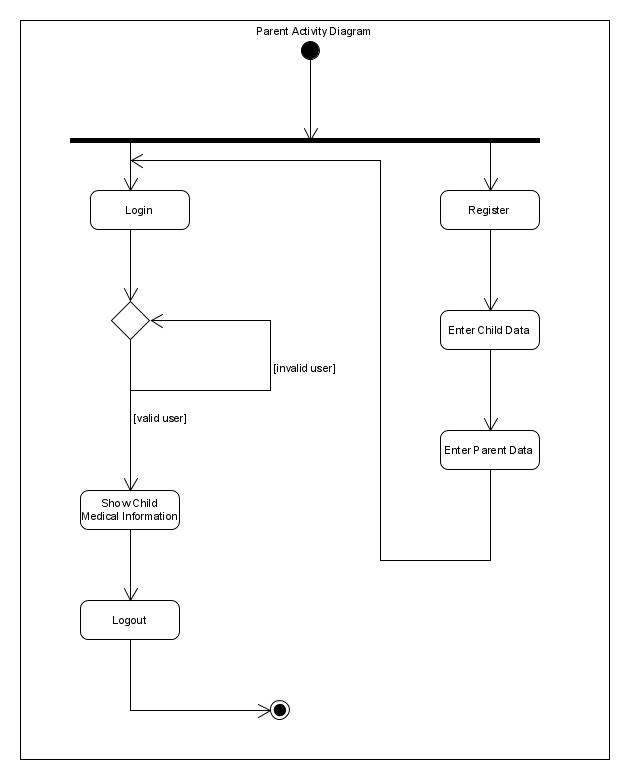 Parent Activity Diagram
Login
Register
Enter Child Data
[invalid user]
[valid user]
Enter Parent Data
Show Child
Medical Information
Logout